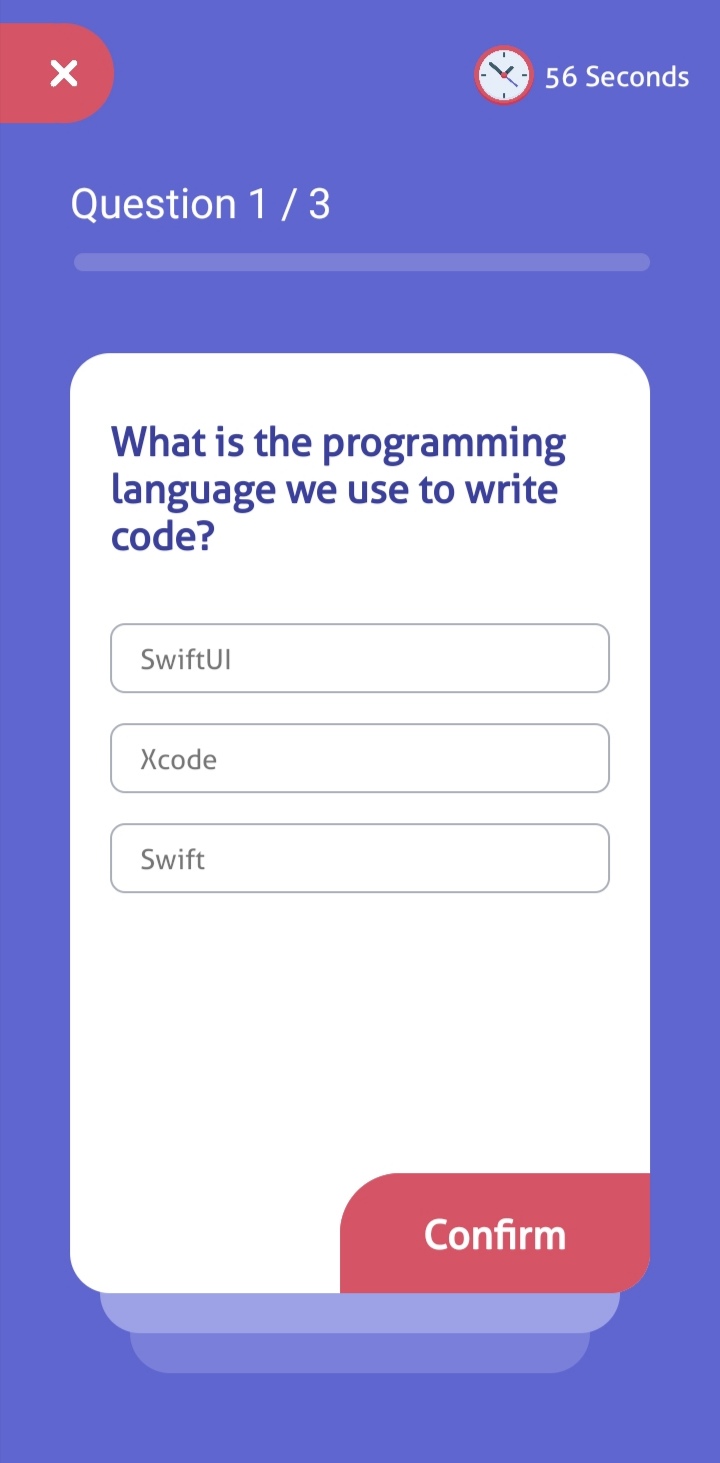 56 Seconds
Question 1 / 3
What is the programming
language we use to write
code?
SwiftUI
Xcode
Swift
Confirm